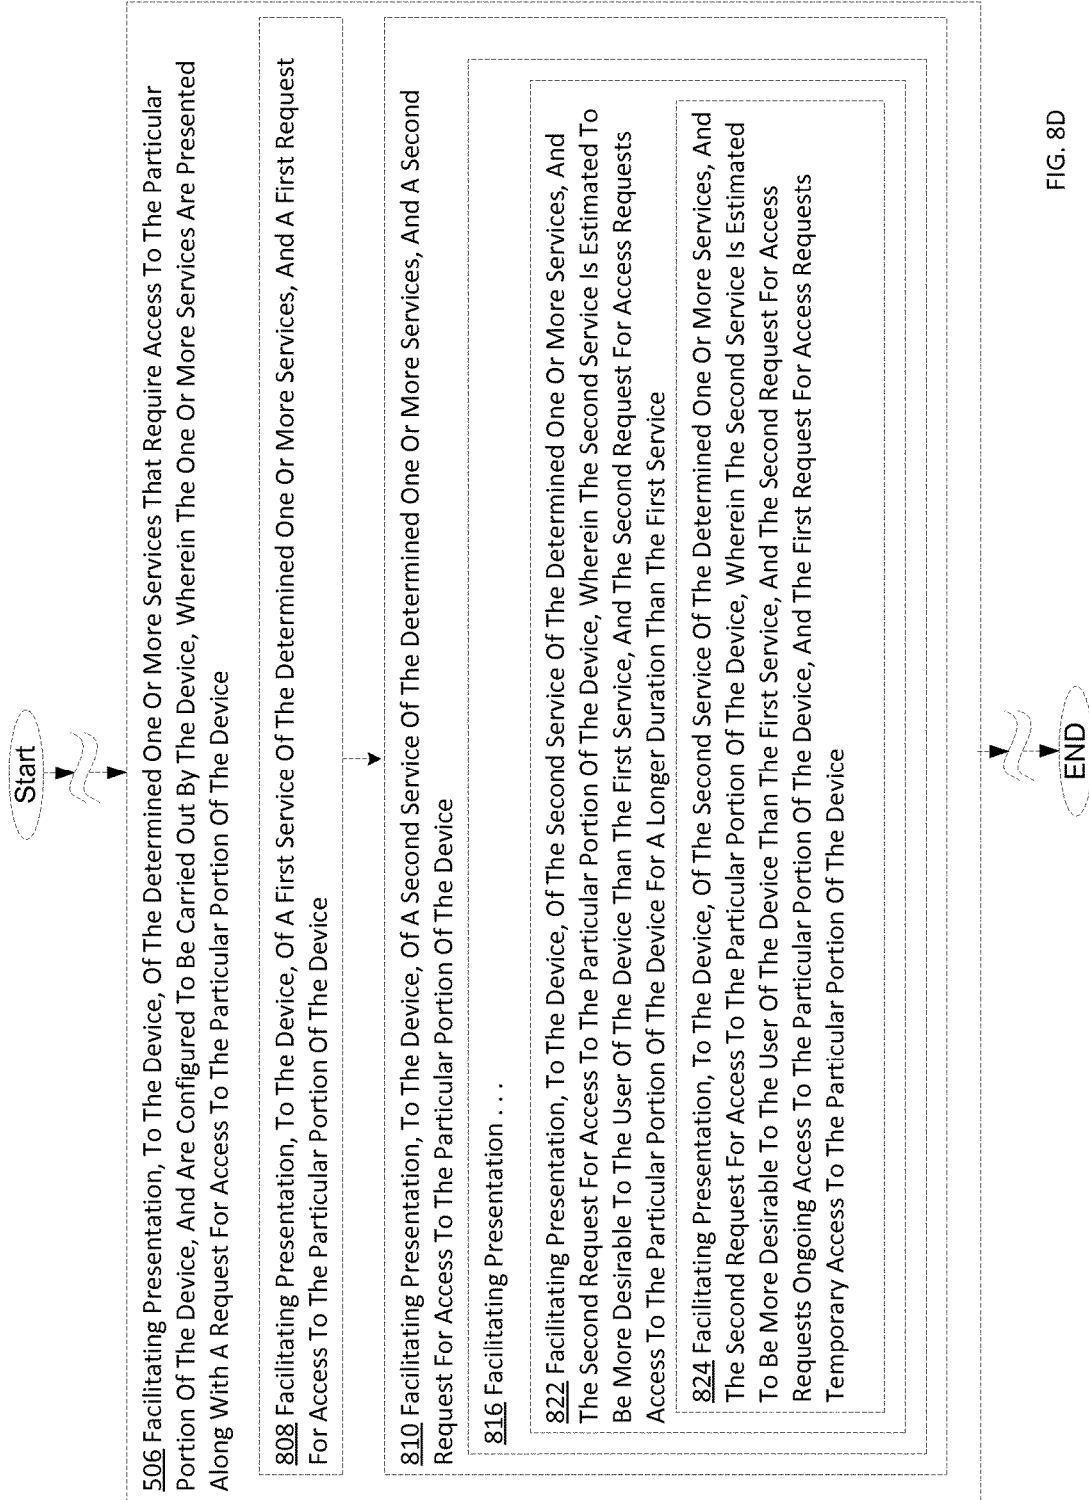 Start
506 Facilitating Presentation, To The Device, Of The Determined One Or More Services That Require Access To The Particular
Portion Of The Device, And Are Configured To Be Carried Out By The Device, Wherein The One Or More Services Are Presented
Along With A Request For Access To The Particular Portion Of The Device
808 Facilitating Presentation, To The Device, Of A First Service Of The Determined One Or More Services, And A First Request
For Access To The Particular Portion Of The Device
810 Facilitating Presentation, To The Device, Of A Second Service Of The Determined One Or More Services, And A Second
Request For Access To The Particular Portion Of The Device
816 Facilitating Presentation . . .
822 Facilitating Presentation, To The Device, Of The Second Service Of The Determined One Or More Services, And
The Second Request For Access To The Particular Portion Of The Device, Wherein The Second Service Is Estimated To
Be More Desirable To The User Of The Device Than The First Service, And The Second Request For Access Requests
Access To The Particular Portion Of The Device For A Longer Duration Than The First Service
824 Facilitating Presentation, To The Device, Of The Second Service Of The Determined One Or More Services, And
The Second Request For Access To The Particular Portion Of The Device, Wherein The Second Service Is Estimated
To Be More Desirable To The User Of The Device Than The First Service, And The Second Request For Access
Requests Ongoing Access To The Particular Portion Of The Device, And The First Request For Access Requests
Temporary Access To The Particular Portion Of The Device
END
FIG. 8D